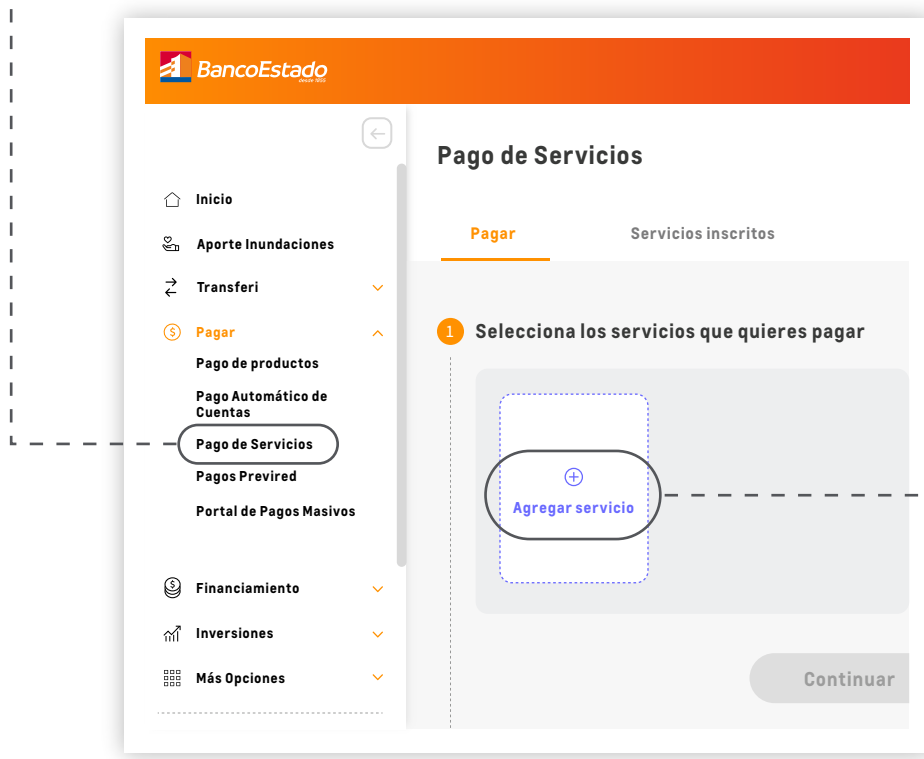 BancoEstado
desde 1855
Pago de Servicios
Inicio
Aporte Inundaciones
Transferi
Pagar
Pago de productos
Pago Automático de
Cuentas
Pago de Servicios
Pagos Previred
Portal de Pagos Masivos
Financiamiento
Inversiones
Más Opciones
Pagar
Servicios inscritos
1 Selecciona los servicios que quieres pagar
Agregar servicio
Continuar